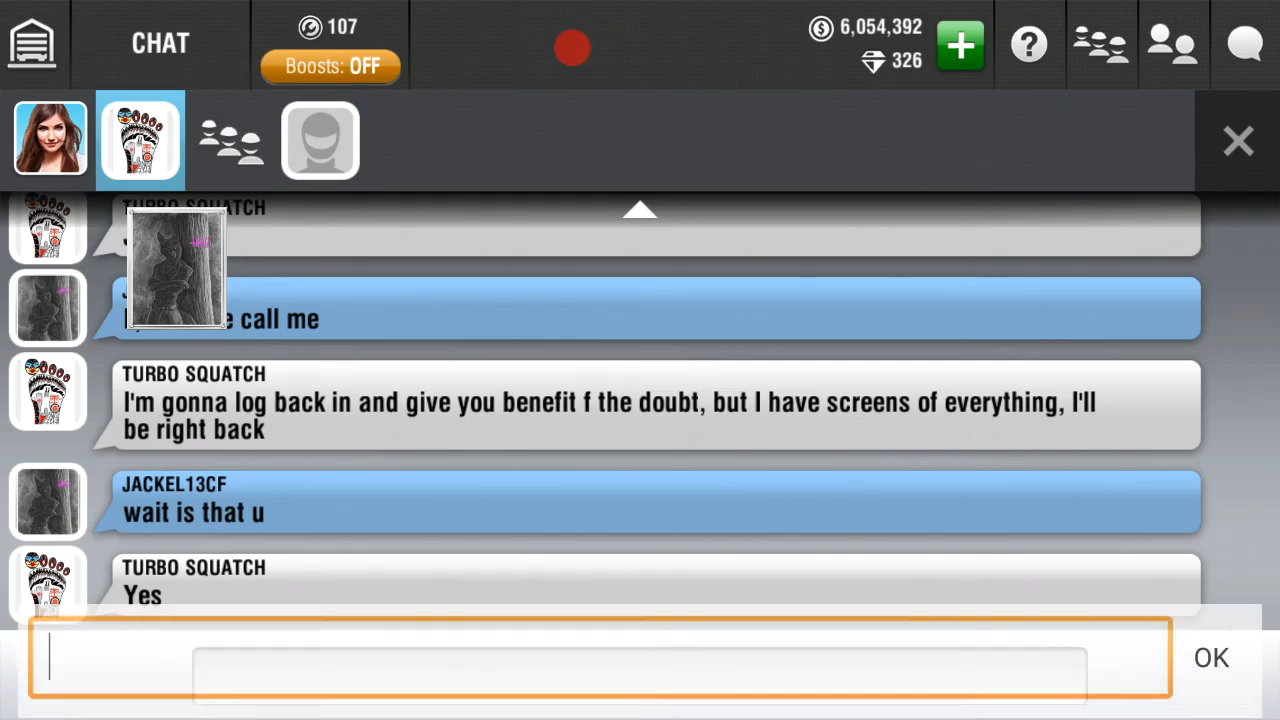 CHAT
107
Boosts: OFF
6,054,392
326
+
?
TURBO SQUATCH
call me
TURBO SQUATCH
I'm gonna log back in and give you benefit f the doubt, but I have screens of everything, I'll
be right back
JACKEL13CF
wait is that u
TURBO SQUATCH
Yes
OK